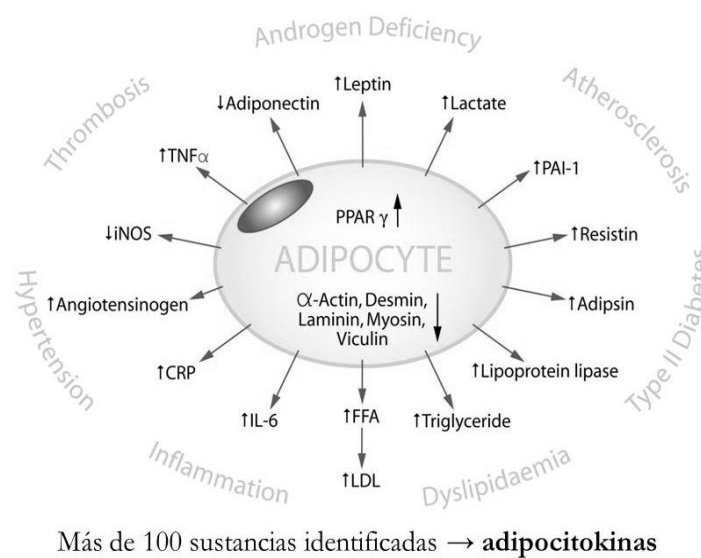 Androgen Deficiency
Thrombosis
Atherosclerosis
↑Leptin
↓Adiponectin
↑Lactate
↑TNFα
↑PAI-1
PPAR γ ↑
↓iNOS
ADIPOCYTE
↑Resistin
↑Angiotensinogen
α-Actin, Desmin,
Laminin, Myosin,
Viculin
↓
↑Adipsin
Hypertension
Type II Diabetes
↑CRP
↑Lipoprotein lipase
↑IL-6
↑FFA
↑Triglyceride
↑LDL
Inflammation
Dyslipidaemia
Más de 100 sustancias identificadas → adipocitokinas